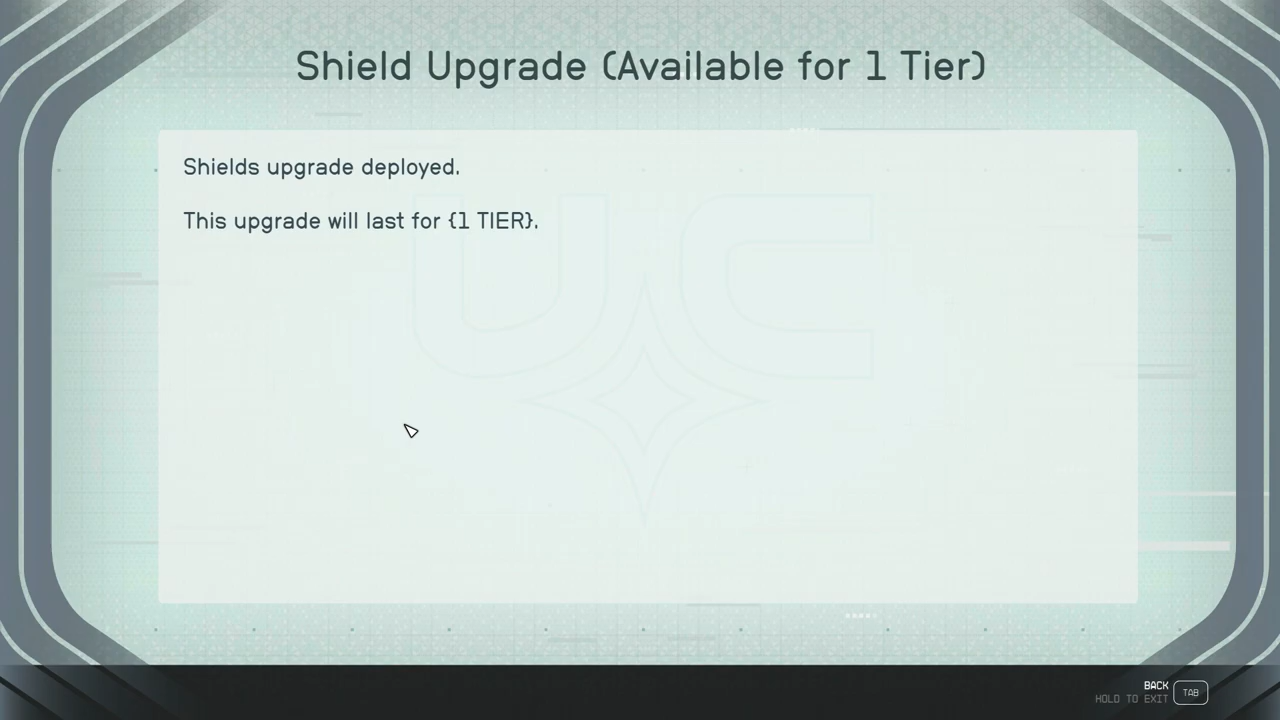 Shield Upgrade (Available for 1 Tier)
Shields upgrade deployed.
This upgrade will last for {1 TIER}.
UC
BACK
HOLD TO EXIT
TAB